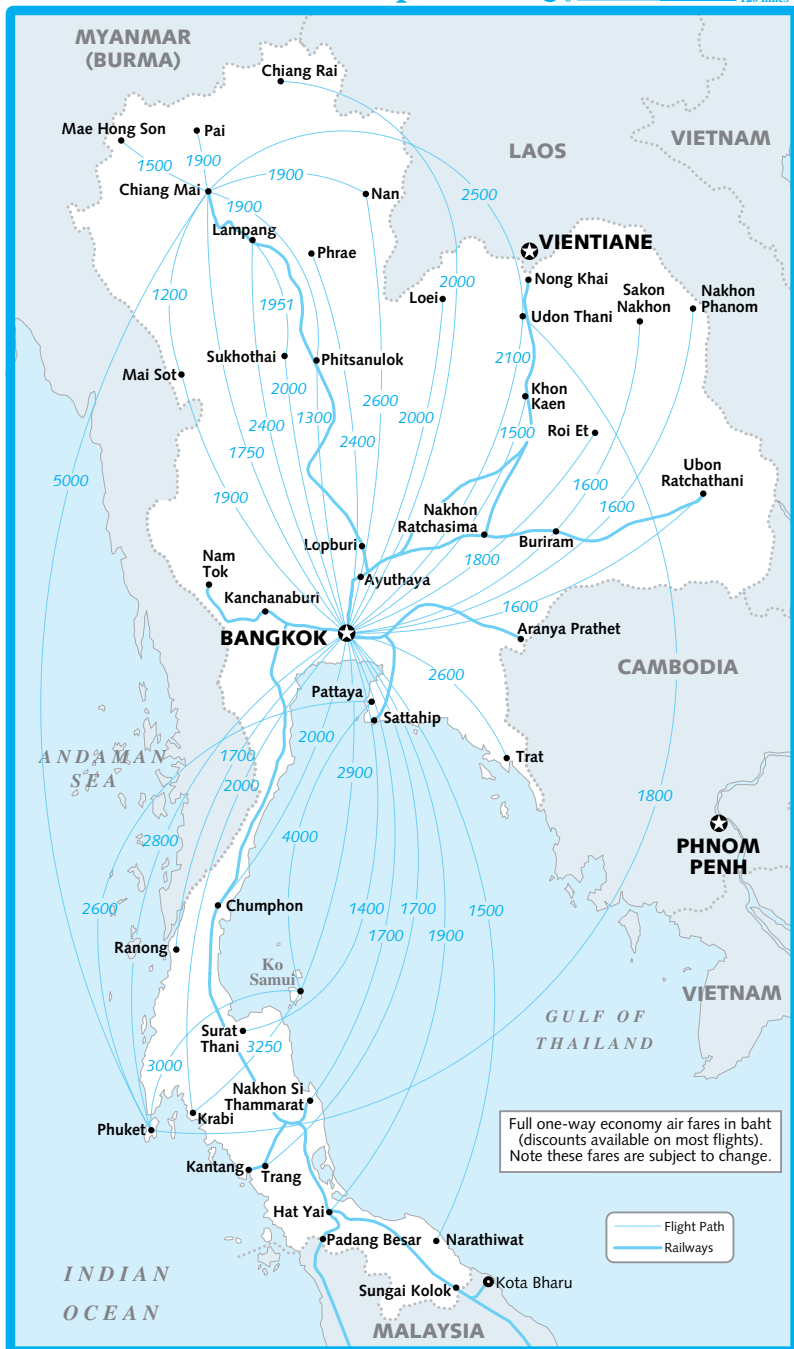 MYANMAR
(BURMA)
Chiang Rai
Mae Hong Son
Pai
VIETNAM
LAOS
1500
1900
Chiang Mai
1900
Nan
2500
1900
Lampang
Phrae
VIENTIANE
2000
Nong Khai
Sakon
Nakhon
Nakhon
Phanom
Loei
1200
1951
Udon Thani
Sukhothai
Phitsanulok
2100
Mai Sot
2000
Khon
Kaen
2600
1300
2000
2400
2400
1500
Roi Et
1750
5000
Ubon
Ratchathani
1900
1600
1600
Nakhon
Ratchasima
Lopburi
Buriram
1800
Nam
Tok
Ayuthaya
Kanchanaburi
1600
BANGKOK
Aranya Prathet
CAMBODIA
2600
Pattaya
Sattahip
2000
1700
ANDAMAN
SEA
Trat
2900
2000
1800
2800
4000
PHNOM
PENH
2600
Chumphon
1400
1700
1500
1700
1900
Ranong
Ko
Samui
VIETNAM
GULF OF
THAILAND
Surat
Thani
3250
3000
Nakhon Si
Thammarat
Krabi
Phuket
Full one-way economy air fares in baht
(discounts available on most flights).
Note these fares are subject to change.
Kantang
Trang
Hat Yai
Flight Path
Railways
Padang Besar
Narathiwat
INDIAN
OCEAN
Sungai Kolok
Kota Bharu
MALAYSIA